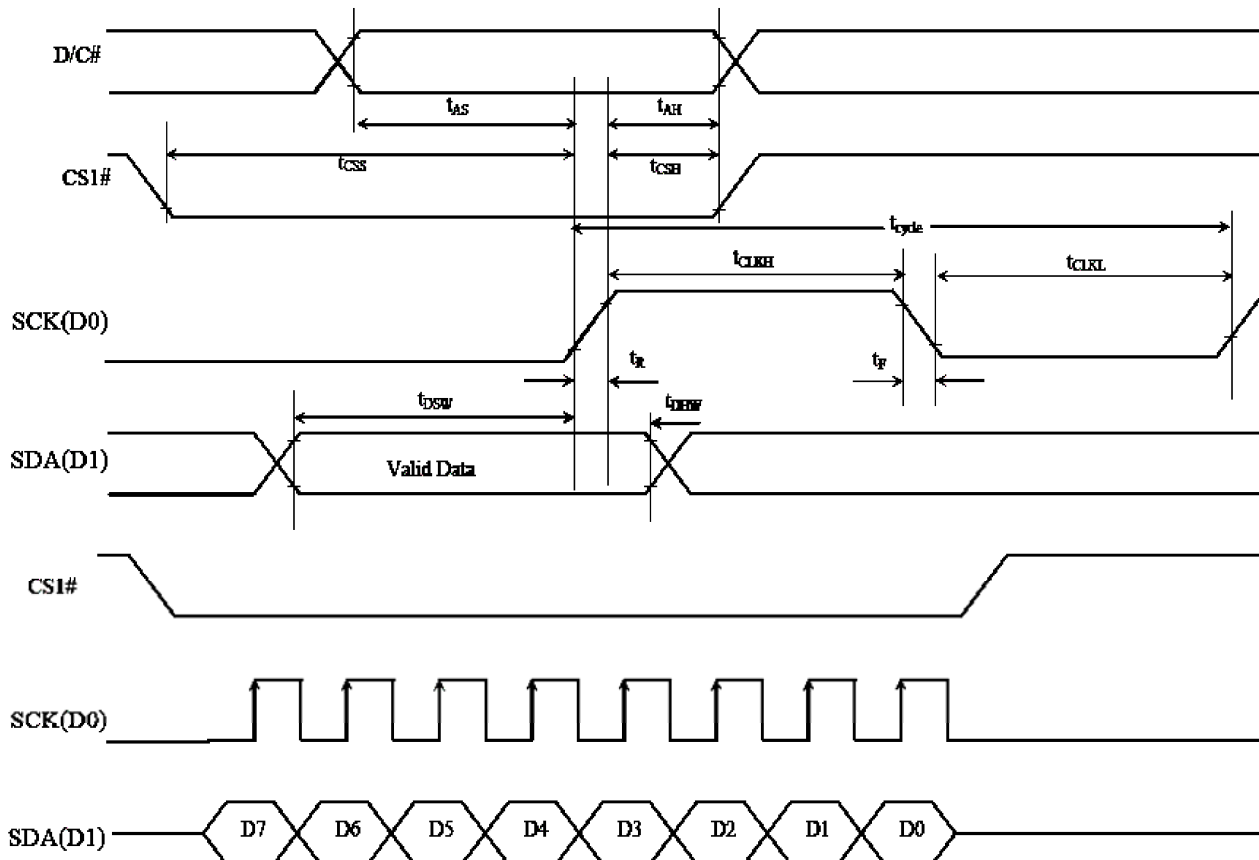 D/C#
tAS
tAH
tCSS
tCSH
CS1#
tcycle
tCLKH
tCLKL
SCK(D0)
tR
tF
tDSW
tDHW
SDA(D1)
Valid Data
CS1#
SCK(D0)
SDA(D1)
D7 D6 D5 D4 D3 D2 D1 D0